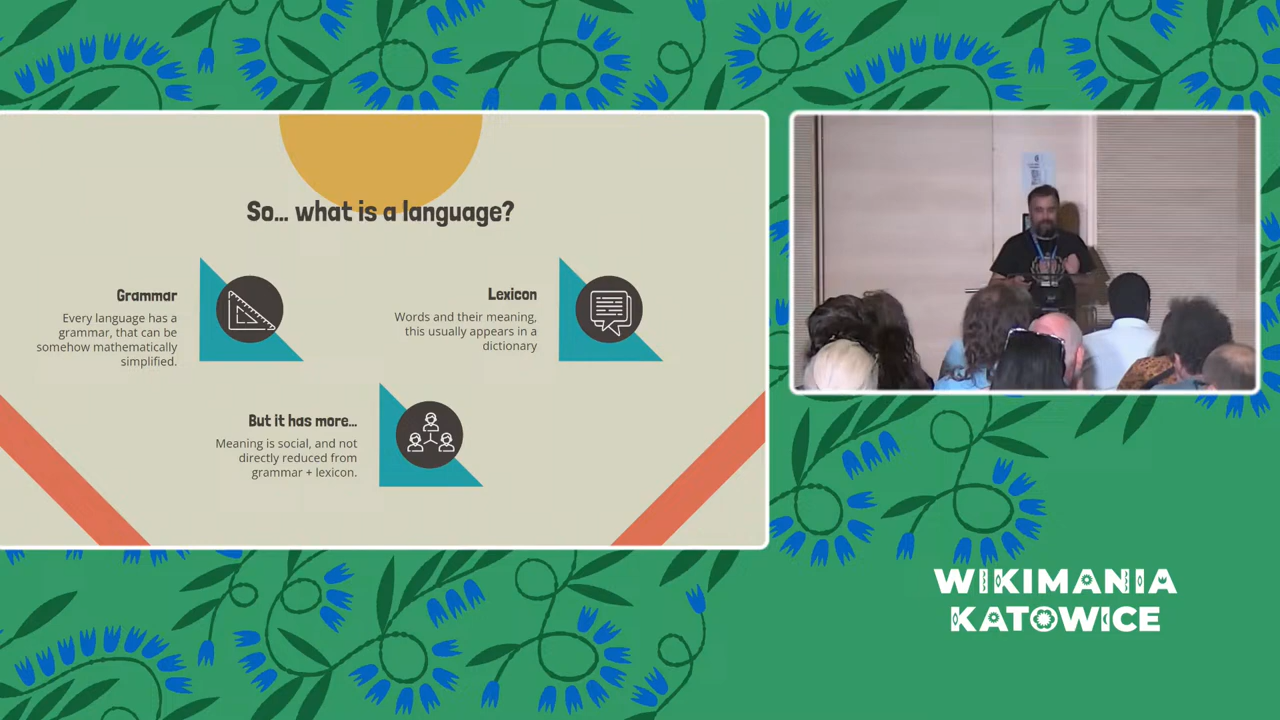 So... what is a language?
Grammar
Every language has a
grammar, that can be
somehow mathematically
simplified.
Lexicon
Words and their meaning,
this usually appears in a
dictionary
But it has more...
Meaning is social, and not
directly reduced from
grammar + lexicon.
WIKIMANIA
KATOWICE